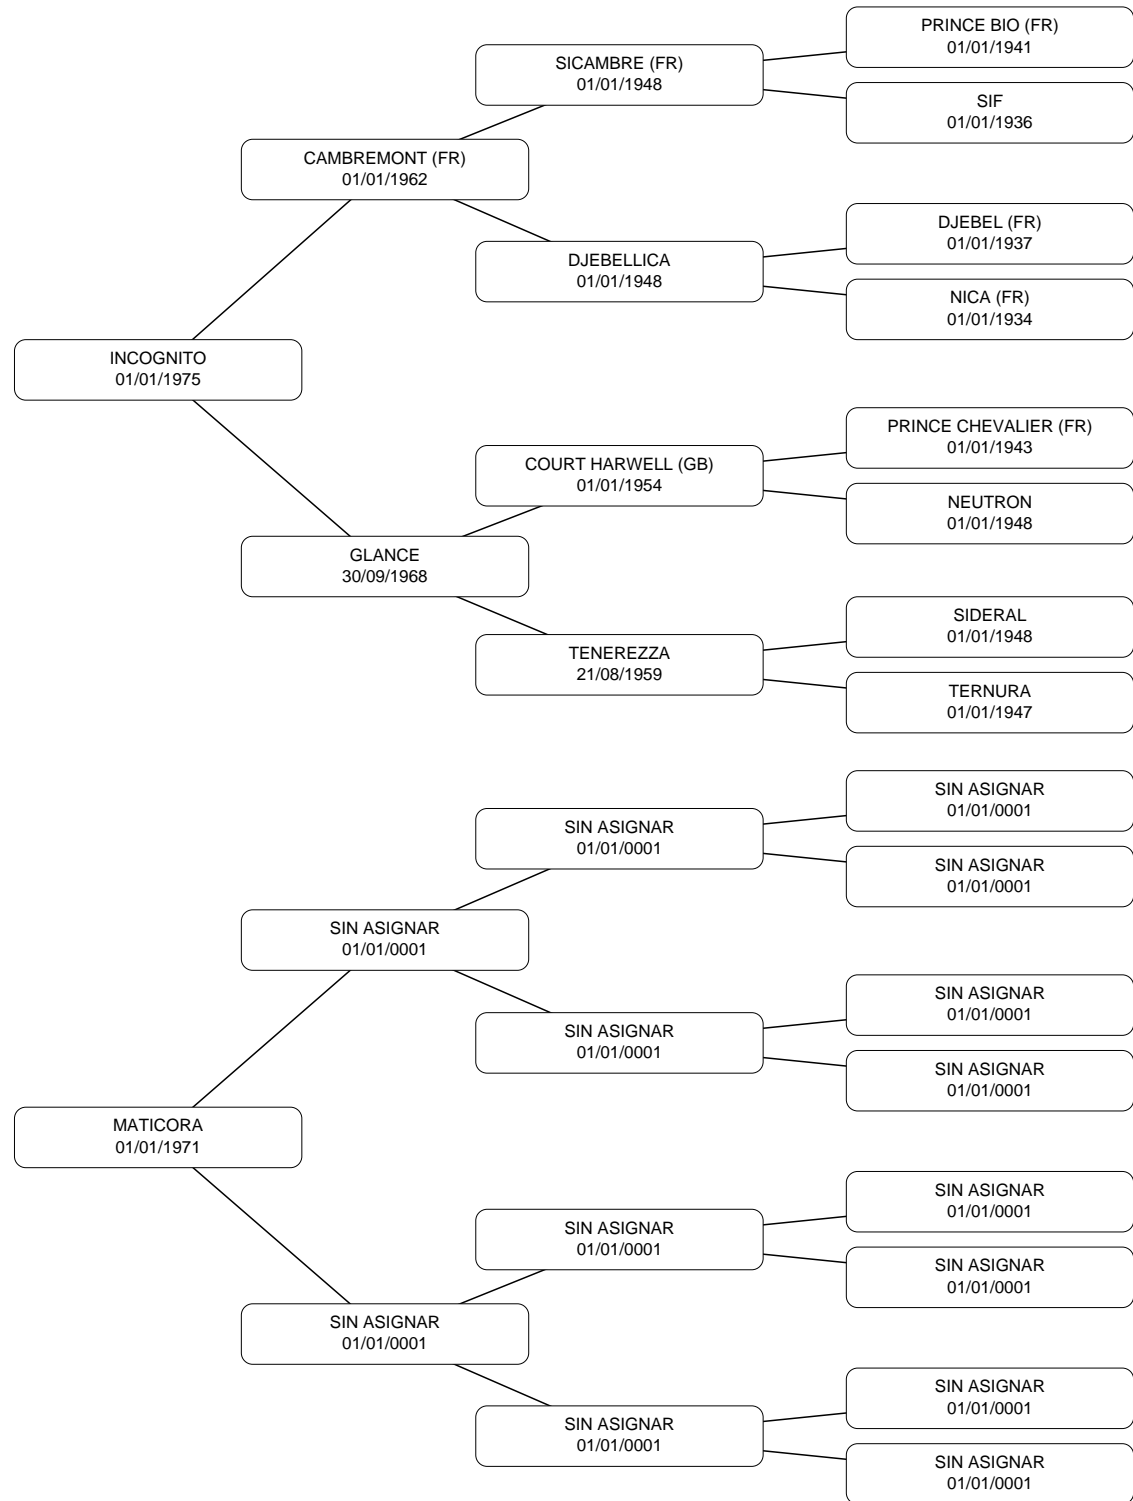 PRINCE BIO (FR)
01/01/1941
SICAMBRE (FR)
01/01/1948
SIF
01/01/1936
CAMBREMONT (FR)
01/01/1962
DJEBEL (FR)
01/01/1937
DJEBELLICA
01/01/1948
NICA (FR)
01/01/1934
INCOGNITO
01/01/1975
PRINCE CHEVALIER (FR)
01/01/1943
COURT HARWELL (GB)
01/01/1954
NEUTRON
01/01/1948
GLANCE
30/09/1968
SIDERAL
01/01/1948
TENEREZZA
21/08/1959
TERNURA
01/01/1947
SIN ASIGNAR
01/01/0001
SIN ASIGNAR
01/01/0001
SIN ASIGNAR
01/01/0001
SIN ASIGNAR
01/01/0001
SIN ASIGNAR
01/01/0001
SIN ASIGNAR
01/01/0001
SIN ASIGNAR
01/01/0001
MATICORA
01/01/1971
SIN ASIGNAR
01/01/0001
SIN ASIGNAR
01/01/0001
SIN ASIGNAR
01/01/0001
SIN ASIGNAR
01/01/0001
SIN ASIGNAR
01/01/0001
SIN ASIGNAR
01/01/0001
SIN ASIGNAR
01/01/0001